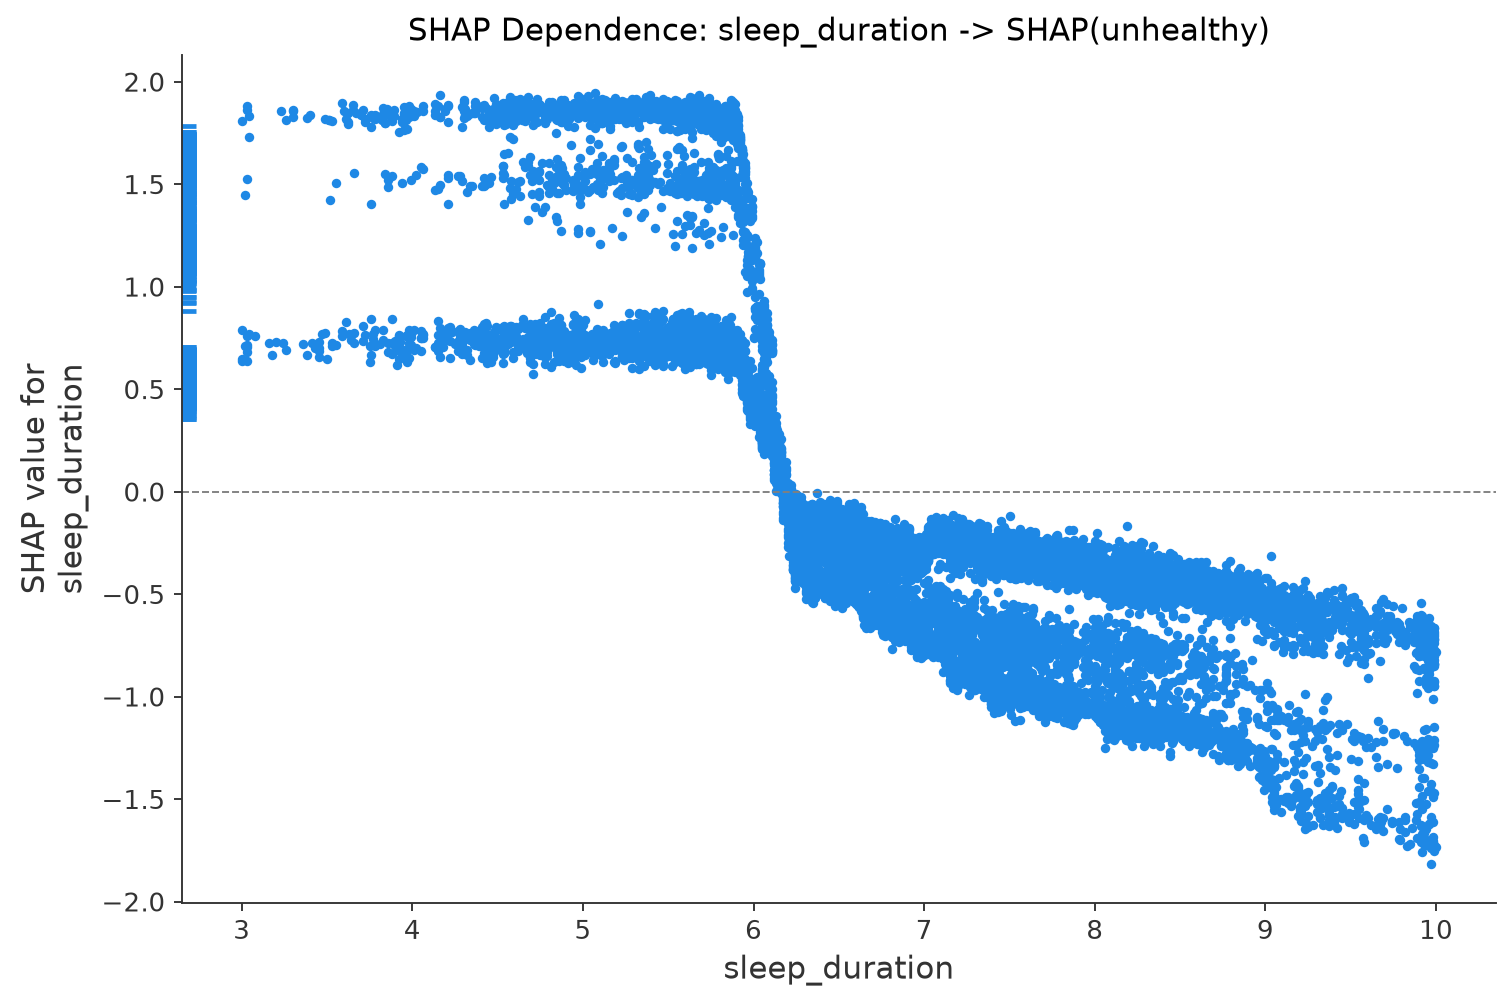 SHAP Dependence: sleep_duration -> SHAP(unhealthy)
2.0
1.5
1.0
0.5
0.0
−0.5
−1.0
−1.5
−2.0
SHAP value for
sleep_duration
3 4 5 6 7 8 9 10
sleep_duration